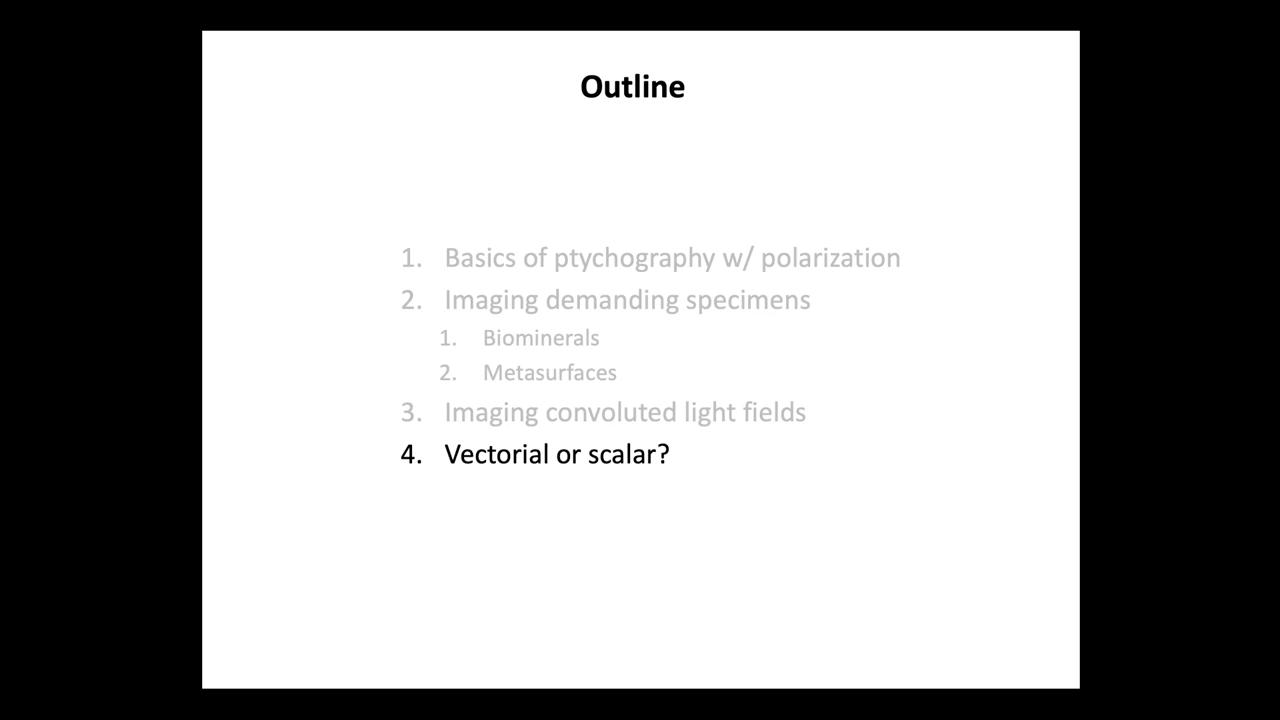 Outline
1. Basics of ptychography w/ polarization
2. Imaging demanding specimens
1. Biominerals
2. Metasurfaces
3. Imaging convoluted light fields
4. Vectorial or scalar?